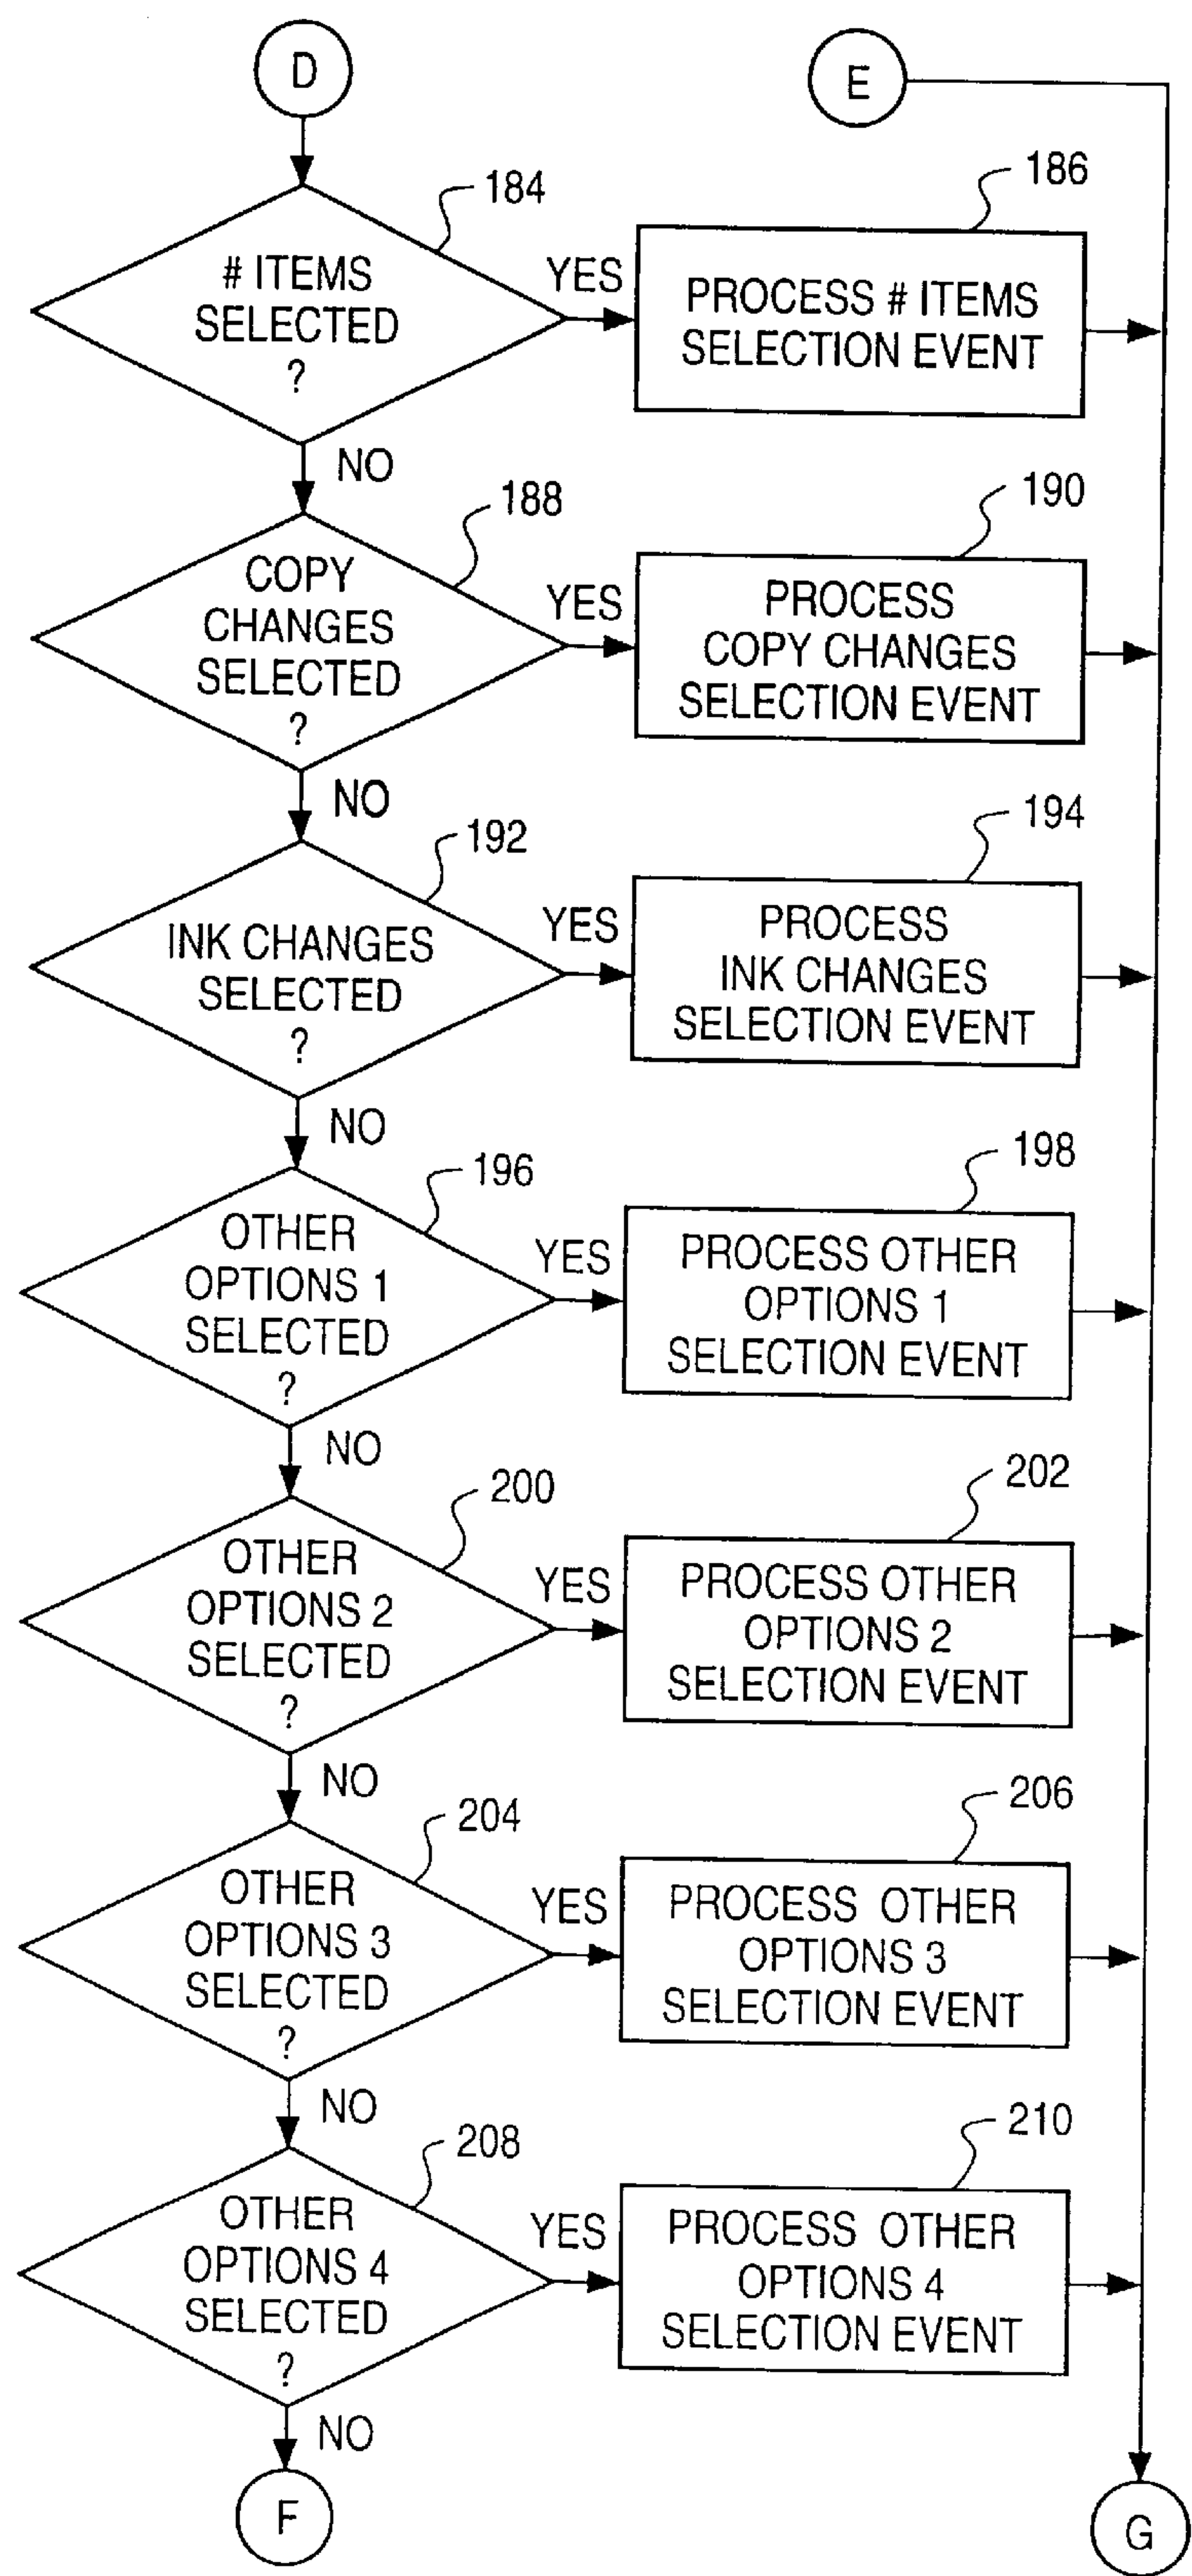 D
E
184
# ITEMS
SELECTED
?
YES
186
PROCESS # ITEMS
SELECTION EVENT
NO
188
COPY
CHANGES
SELECTED
?
YES
190
PROCESS
COPY CHANGES
SELECTION EVENT
NO
192
INK CHANGES
SELECTED
?
YES
194
PROCESS
INK CHANGES
SELECTION EVENT
NO
196
OTHER
OPTIONS 1
SELECTED
?
YES
198
PROCESS OTHER
OPTIONS 1
SELECTION EVENT
NO
200
OTHER
OPTIONS 2
SELECTED
?
YES
202
PROCESS OTHER
OPTIONS 2
SELECTION EVENT
NO
204
OTHER
OPTIONS 3
SELECTED
?
YES
206
PROCESS OTHER
OPTIONS 3
SELECTION EVENT
NO
208
OTHER
OPTIONS 4
SELECTED
?
YES
210
PROCESS OTHER
OPTIONS 4
SELECTION EVENT
NO
F
G